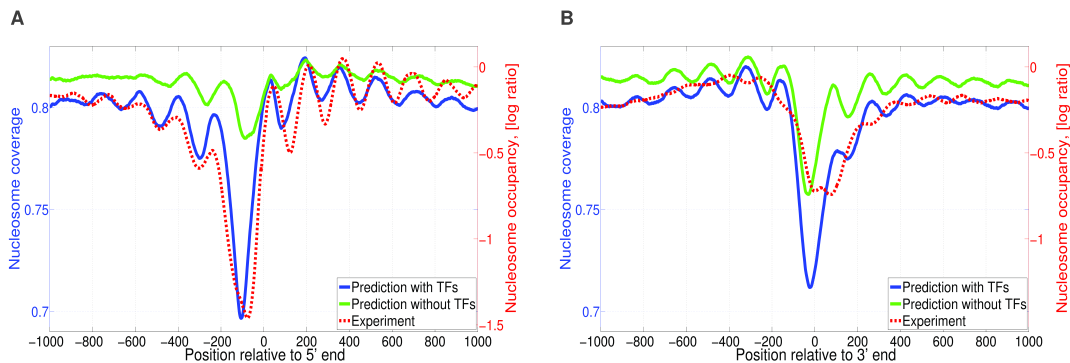 A
Nucleosome coverage
0.8
0.75
0.7
0
−0.5
−1
−1.5
Nucleosome occupancy, [log ratio]
Prediction with TFs
Prediction without TFs
Experiment
−1000 −800 −600 −400 −200 0 200 400 600 800 1000
Position relative to 5' end
B
Nucleosome coverage
0.8
0.75
0.7
0
−0.5
−1
Nucleosome occupancy, [log ratio]
Prediction with TFs
Prediction without TFs
Experiment
−1000 −800 −600 −400 −200 0 200 400 600 800 1000
Position relative to 3' end